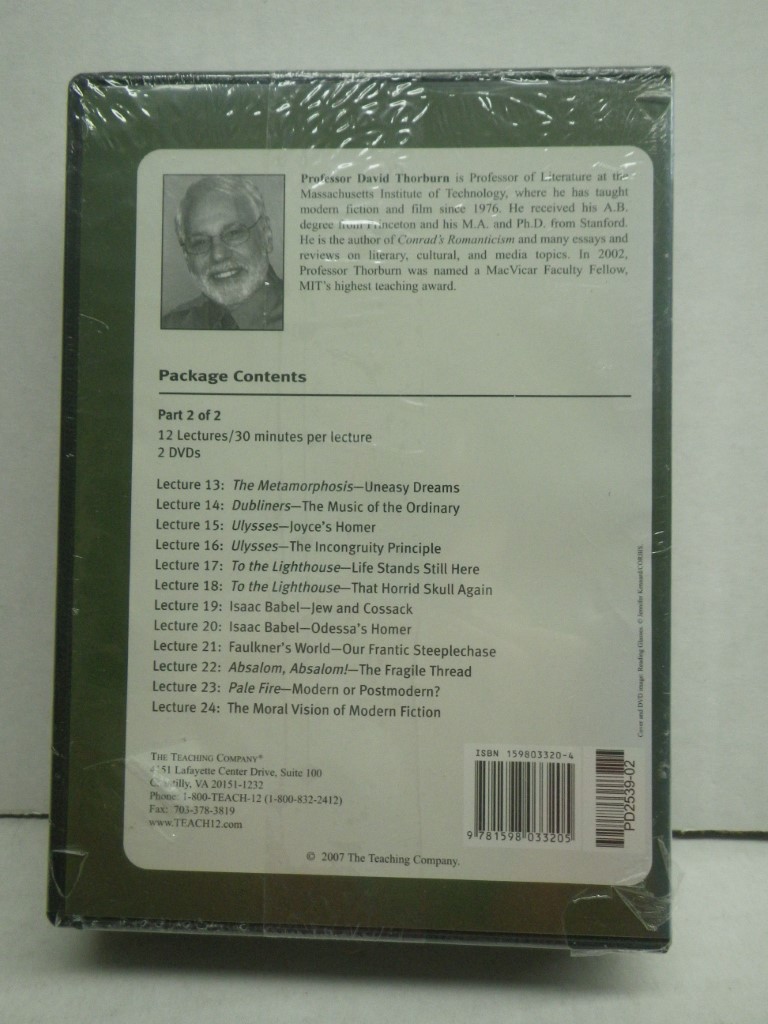 Professor David Thorburn is Professor of Literature at the
Massachusetts Institute of Technology, where he has taught
modern fiction and film since 1976. He received his A.B.
degree from Princeton and his M.A. and Ph.D. from Stanford.
He is the author of Conrad's Romanticism and many essays and
reviews on literary, cultural, and media topics. In 2002,
Professor Thorburn was named a MacVicar Faculty Fellow,
MIT's highest teaching award.
Package Contents
Part 2 of 2
12 Lectures/30 minutes per lecture
2 DVDs
Lecture 13: The Metamorphosis—Uneasy Dreams
Lecture 14: Dubliners—The Music of the Ordinary
Lecture 15: Ulysses—Joyce's Homer
Lecture 16: Ulysses—The Incongruity Principle
Lecture 17: To the Lighthouse—Life Stands Still Here
Lecture 18: To the Lighthouse—That Horrid Skull Again
Lecture 19: Isaac Babel—Jew and Cossack
Lecture 20: Isaac Babel—Odessa's Homer
Lecture 21: Faulkner's World—Our Frantic Steeplechase
Lecture 22: Absalom, Absalom!—The Fragile Thread
Lecture 23: Pale Fire—Modern or Postmodern?
Lecture 24: The Moral Vision of Modern Fiction
Cover and DVD image: Reading Glasses. © Jennifer Kennard/CORBIS.
THE TEACHING COMPANY®
Lafayette Center Drive, Suite 100
VA 20151-1232
Phone: 1-800-TEACH-12 (1-800-832-2412)
Fax: 703-378-3819
www.TEACH12.com
ISBN 159803320-4
9 781598 033205
PD2539-02
© 2007 The Teaching Company.